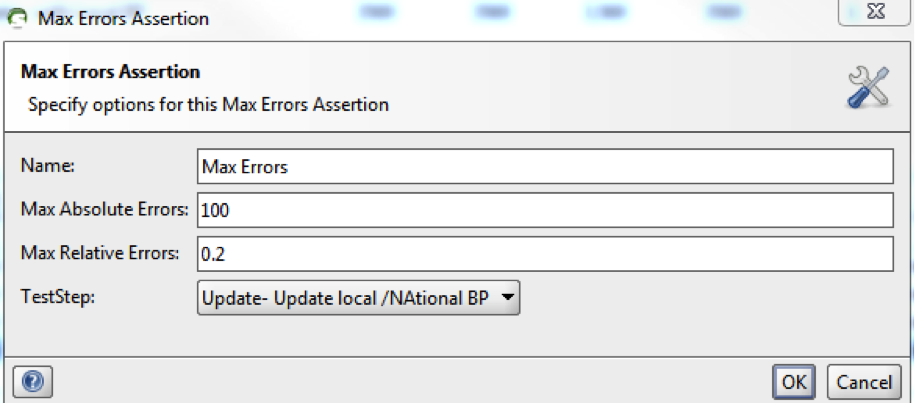 Max Errors Assertion
Max Errors Assertion
Specify options for this Max Errors Assertion
Name: Max Errors
Max Absolute Errors: 100
Max Relative Errors: 0.2
TestStep: Update- Update local /NAtional BP
OK Cancel